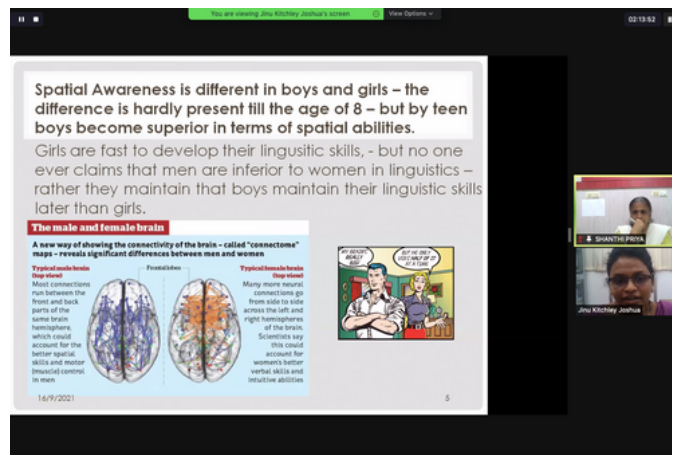 You are viewing Jinu Kitchley Joshua's screen
View Options
02:13:52
Spatial Awareness is different in boys and girls – the
difference is hardly present till the age of 8 – but by teen
boys become superior in terms of spatial abilities.
Girls are fast to develop their lingusitic skills, - but no one
ever claims that men are inferior to women in linguistics –
rather they maintain that boys maintain their linguistic skills
later than girls.
The male and female brain
A new way of showing the connectivity of the brain – called "connectome"
maps – reveals significant differences between men and women
Typical male brain
(top view)
Most connections
run between the
front and back
parts of the
same brain
hemisphere,
which could
account for the
better spatial
skills and motor
(muscle) control
in men
Frontal lobes
Typical female brain
(top view)
Many more neural
connections go
from side to side
across the left and
right hemispheres
of the brain.
Scientists say
this could
account for
women's better
verbal skills and
intuitive abilities
MY BRAIN'S
REALLY
BIG!
BUT HE ONLY
USES HALF OF IT
AT A TIME
16/9/2021
5
SHANTHI PRIYA
Jinu Kitchley Joshua